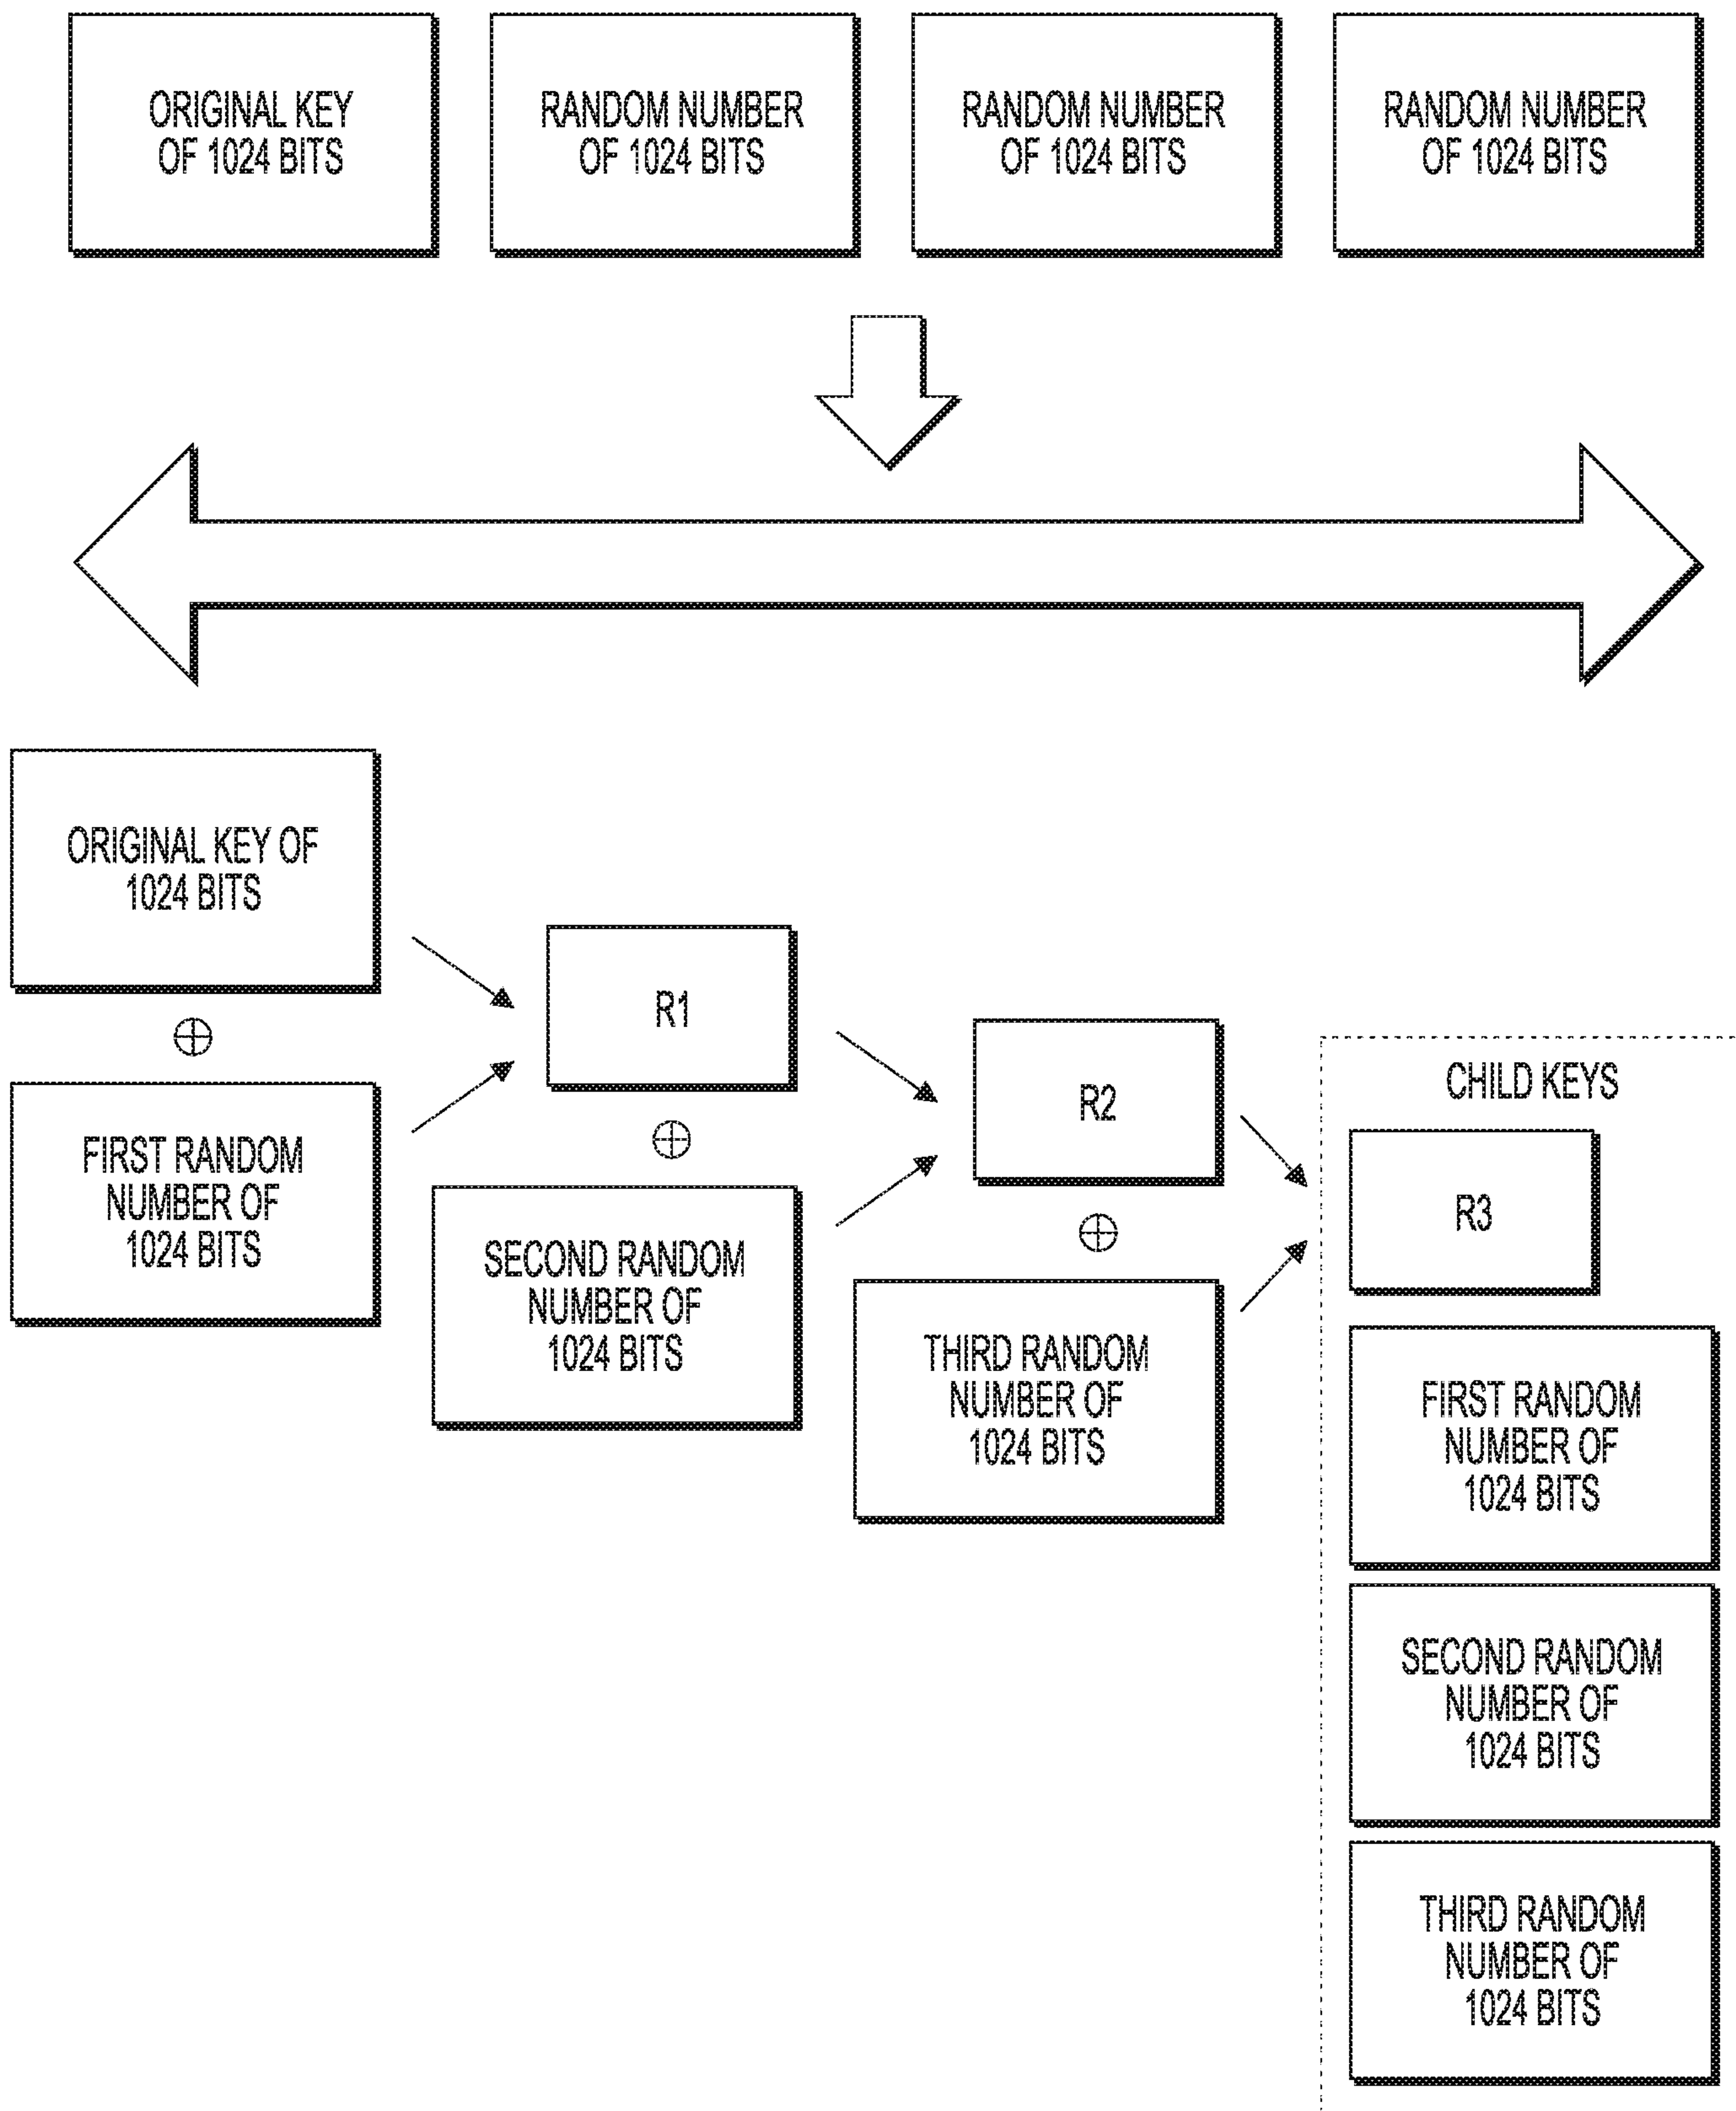 ORIGINAL KEY
OF 1024 BITS
RANDOM NUMBER
OF 1024 BITS
RANDOM NUMBER
OF 1024 BITS
RANDOM NUMBER
OF 1024 BITS
ORIGINAL KEY OF
1024 BITS
FIRST RANDOM
NUMBER OF
1024 BITS
R1
SECOND RANDOM
NUMBER OF
1024 BITS
R2
THIRD RANDOM
NUMBER OF
1024 BITS
CHILD KEYS
R3
FIRST RANDOM
NUMBER OF
1024 BITS
SECOND RANDOM
NUMBER OF
1024 BITS
THIRD RANDOM
NUMBER OF
1024 BITS